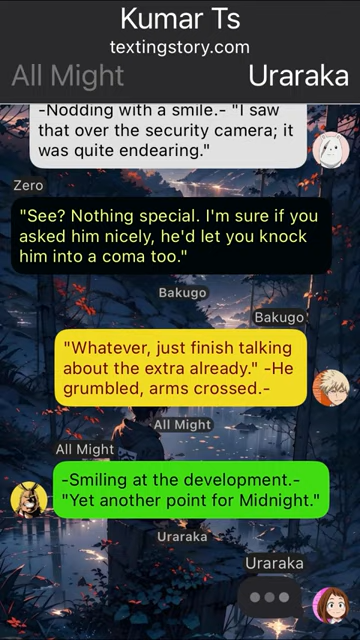 Kumar Ts
textingstory.com
All Might
Uraraka
-Nodding with a smile.- "I saw
that over the security camera; it
was quite endearing."
Zero
"See? Nothing special. I'm sure if you
asked him nicely, he'd let you knock
him into a coma too."
Bakugo
Bakugo
"Whatever, just finish talking
about the extra already." -He
grumbled, arms crossed.-
All Might
All Might
-Smiling at the development.-
"Yet another point for Midnight."
Uraraka
Uraraka